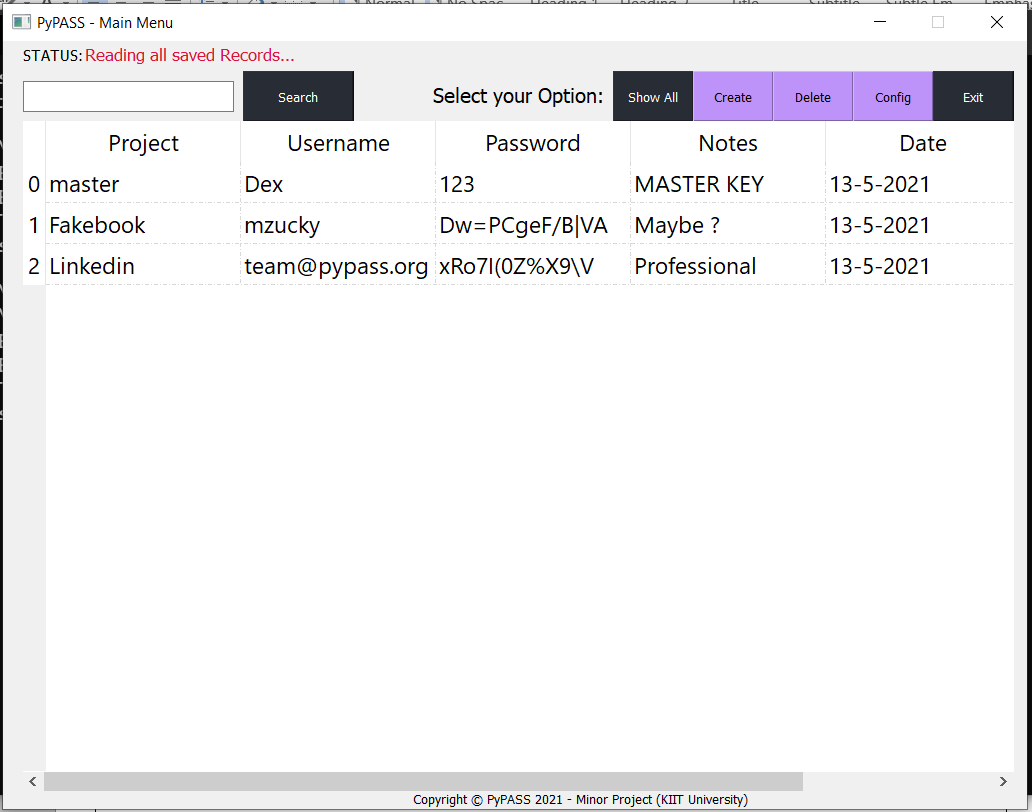 PyPASS - Main Menu
STATUS: Reading all saved Records...
Search Select your Option: Show All Create Delete Config Exit
Project Username Password Notes Date
0 master Dex 123 MASTER KEY 13-5-2021
1 Fakebook mzucky Dw=PCgeF/B|VA Maybe ? 13-5-2021
2 Linkedin team@pypass.org xRo7I(0Z%X9\V Professional 13-5-2021
Copyright © PyPASS 2021 - Minor Project (KIIT University)